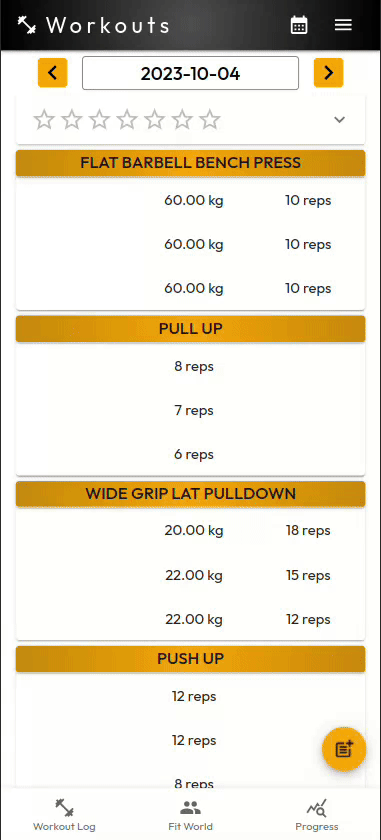 Workouts
2023-10-04
FLAT BARBELL BENCH PRESS
60.00 kg 10 reps
60.00 kg 10 reps
60.00 kg 10 reps
PULL UP
8 reps
7 reps
6 reps
WIDE GRIP LAT PULLDOWN
20.00 kg 18 reps
22.00 kg 15 reps
22.00 kg 12 reps
PUSH UP
12 reps
12 reps
8 reps
Workout Log Fit World Progress